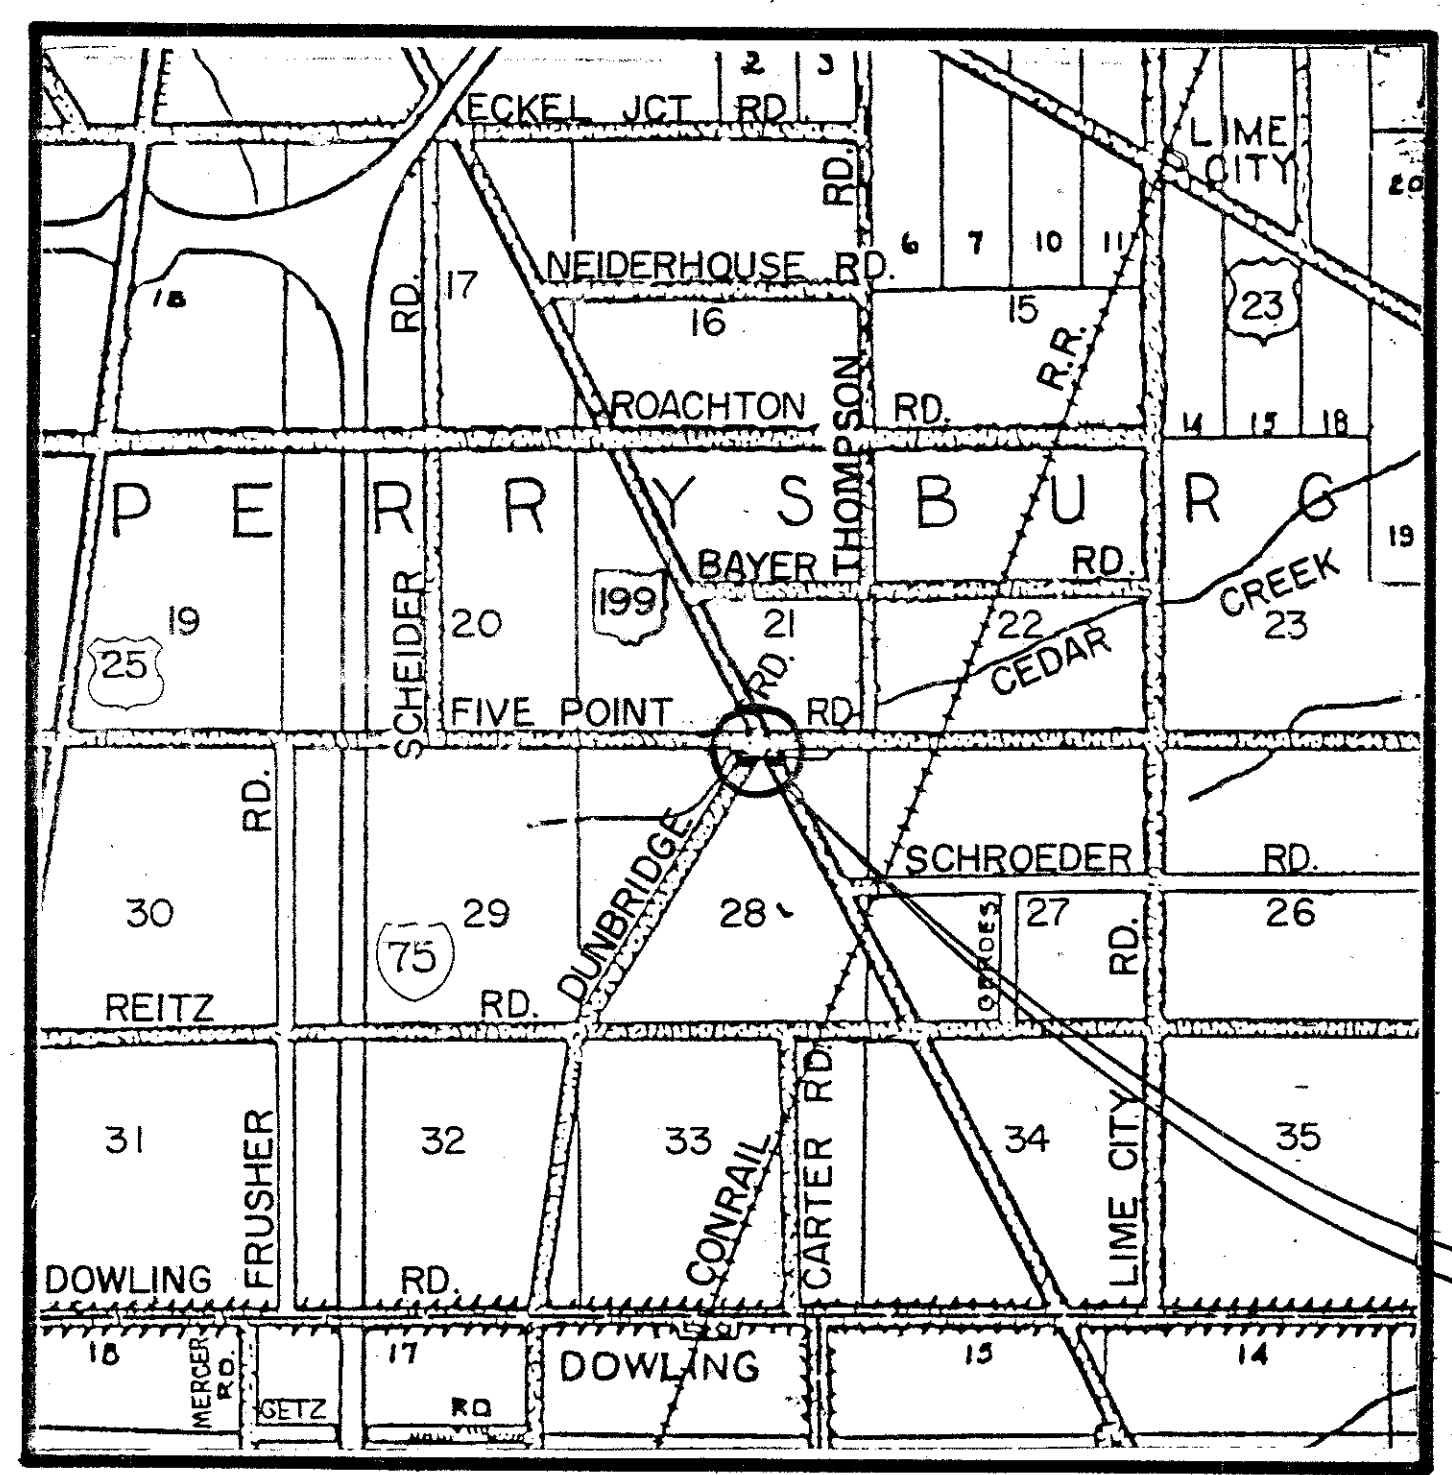 2 3
ECKEL JCT RD
LIME
CITY
20
RD.
6 7 10 11
NEIDERHOUSE RD.
17
18
RD.
16
15
23
R.R.
ROACHTON RD.
14 15 18
THOMPSON
PERRYSBURG
19
BAYER RD.
CREEK
199
SCHEIDER
19 20 21 22 23
CEDAR
25
RD.
FIVE POINT RD.
RD.
DUNBRIDGE
SCHROEDER RD.
30 29 28 27 26
75
RD.
REITZ RD.
CARTER RD.
31 32 33 34 35
FRUSHER
CONRAIL
LIME CITY
DOWLING RD.
18 17 DOWLING 15 14
MERCER
RD.
GETZ RD